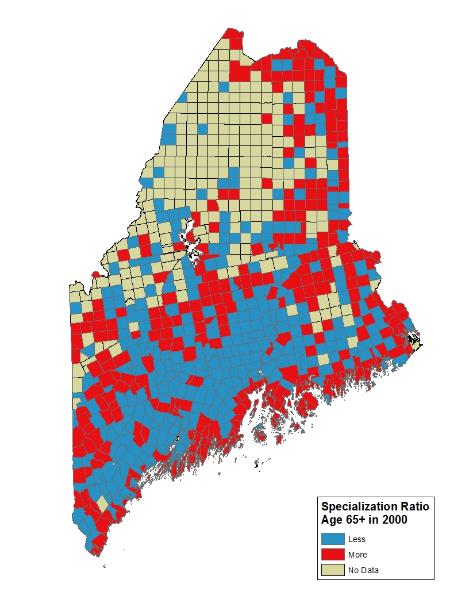 Specialization Ratio
Age 65+ in 2000
Less
More
No Data